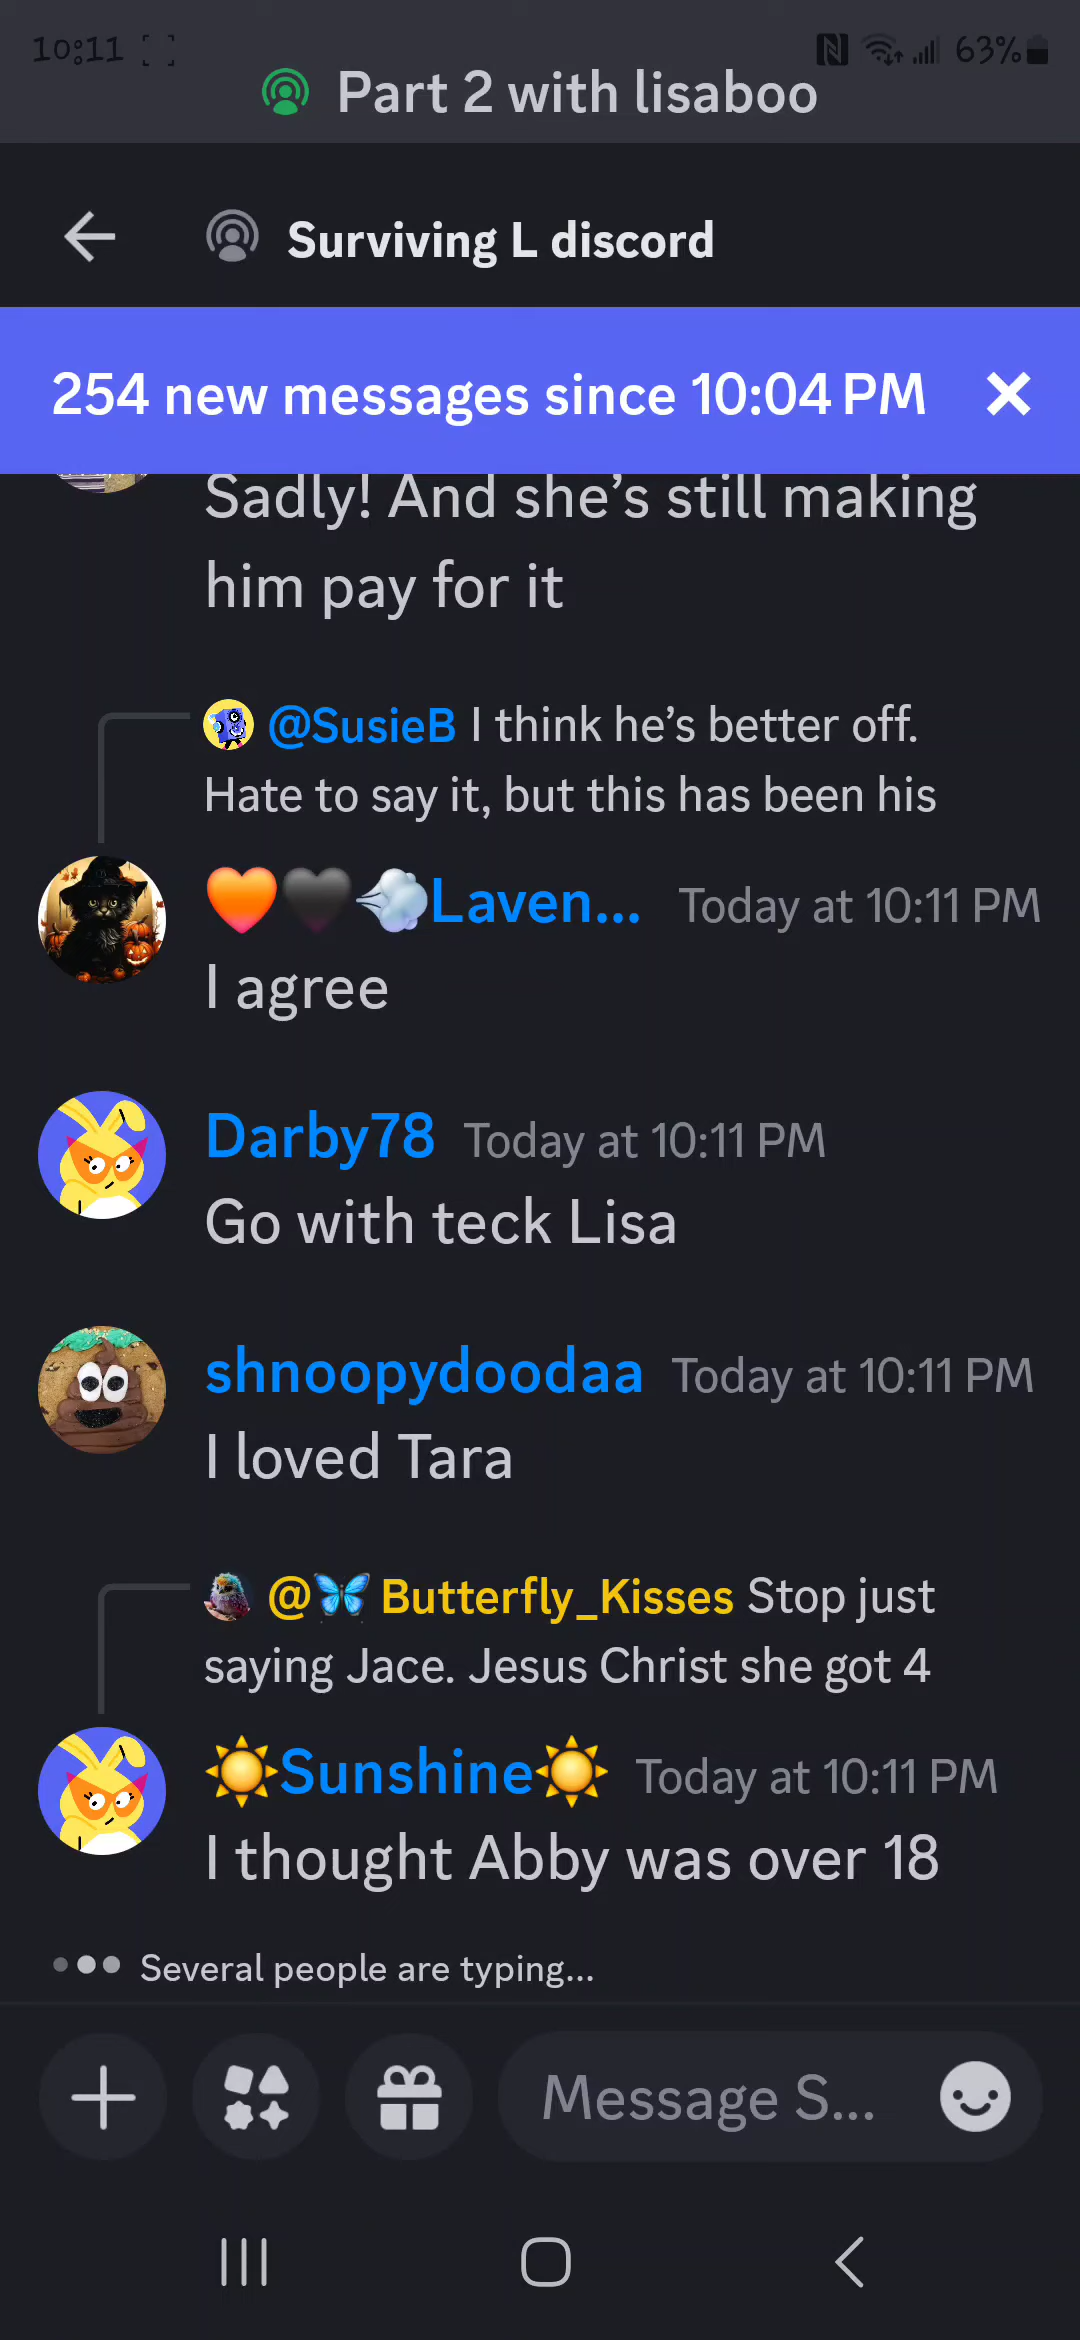 10:11
63%
Part 2 with lisaboo
Surviving L discord
254 new messages since 10:04 PM
Sadly! And she's still making
him pay for it
@SusieB I think he's better off.
Hate to say it, but this has been his
🧡🖤💨Laven... Today at 10:11 PM
I agree
Darby78 Today at 10:11 PM
Go with teck Lisa
shnoopydoodaa Today at 10:11 PM
I loved Tara
@🦋Butterfly_Kisses Stop just
saying Jace. Jesus Christ she got 4
☀️Sunshine☀️ Today at 10:11 PM
I thought Abby was over 18
Several people are typing...
Message S...